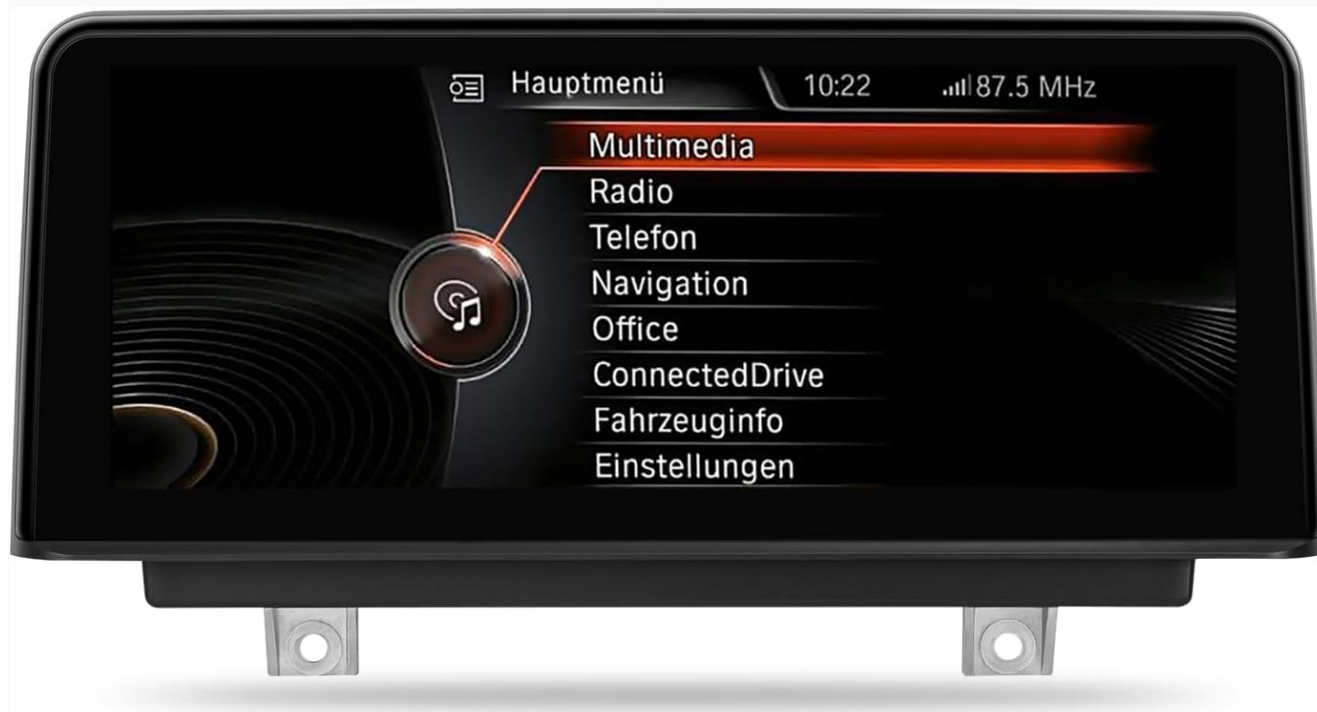 Hauptmenü 10:22 87.5 MHz
Multimedia
Radio
Telefon
Navigation
Office
ConnectedDrive
Fahrzeuginfo
Einstellungen